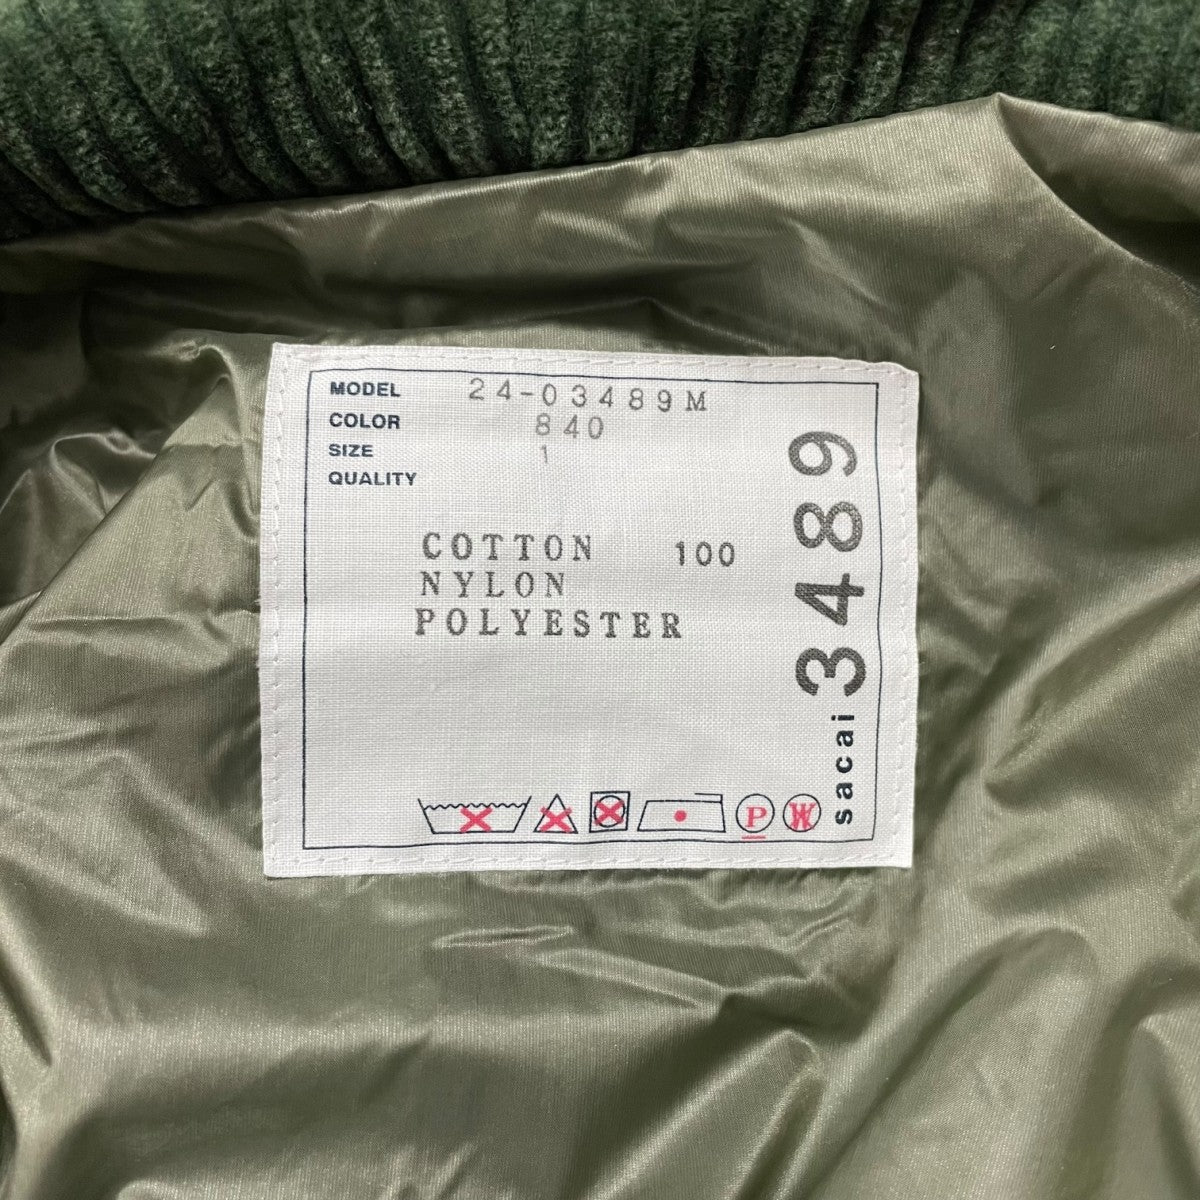 MODEL 24-03489M
COLOR 840
SIZE 1
QUALITY
COTTON 100
NYLON
POLYESTER
P W
sacai 3489